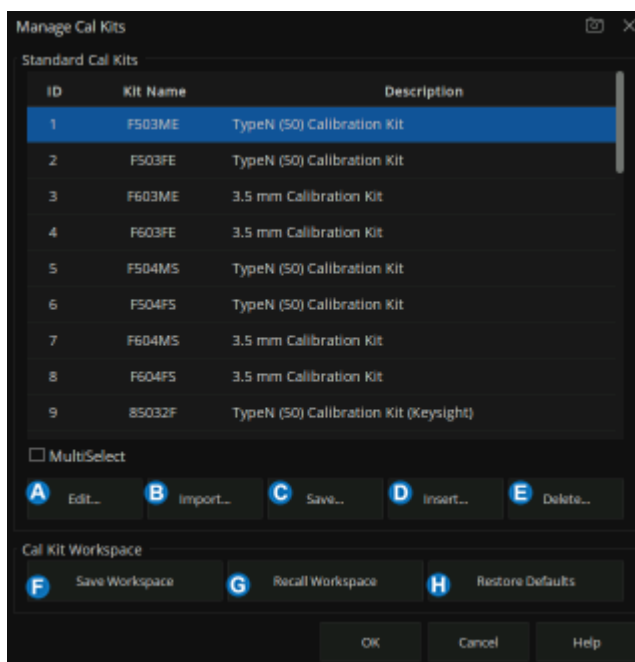 Manage Cal Kits
Standard Cal Kits
ID Kit Name Description
1 F503ME TypeN (50) Calibration Kit
2 F503FE TypeN (50) Calibration Kit
3 F603ME 3.5 mm Calibration Kit
4 F603FE 3.5 mm Calibration Kit
5 F504MS TypeN (50) Calibration Kit
6 F504FS TypeN (50) Calibration Kit
7 F604MS 3.5 mm Calibration Kit
8 F604FS 3.5 mm Calibration Kit
9 85032F TypeN (50) Calibration Kit (Keysight)
MultiSelect
A Edit... B Import... C Save... D Insert... E Delete...
Cal Kit Workspace
F Save Workspace G Recall Workspace H Restore Defaults
OK Cancel Help